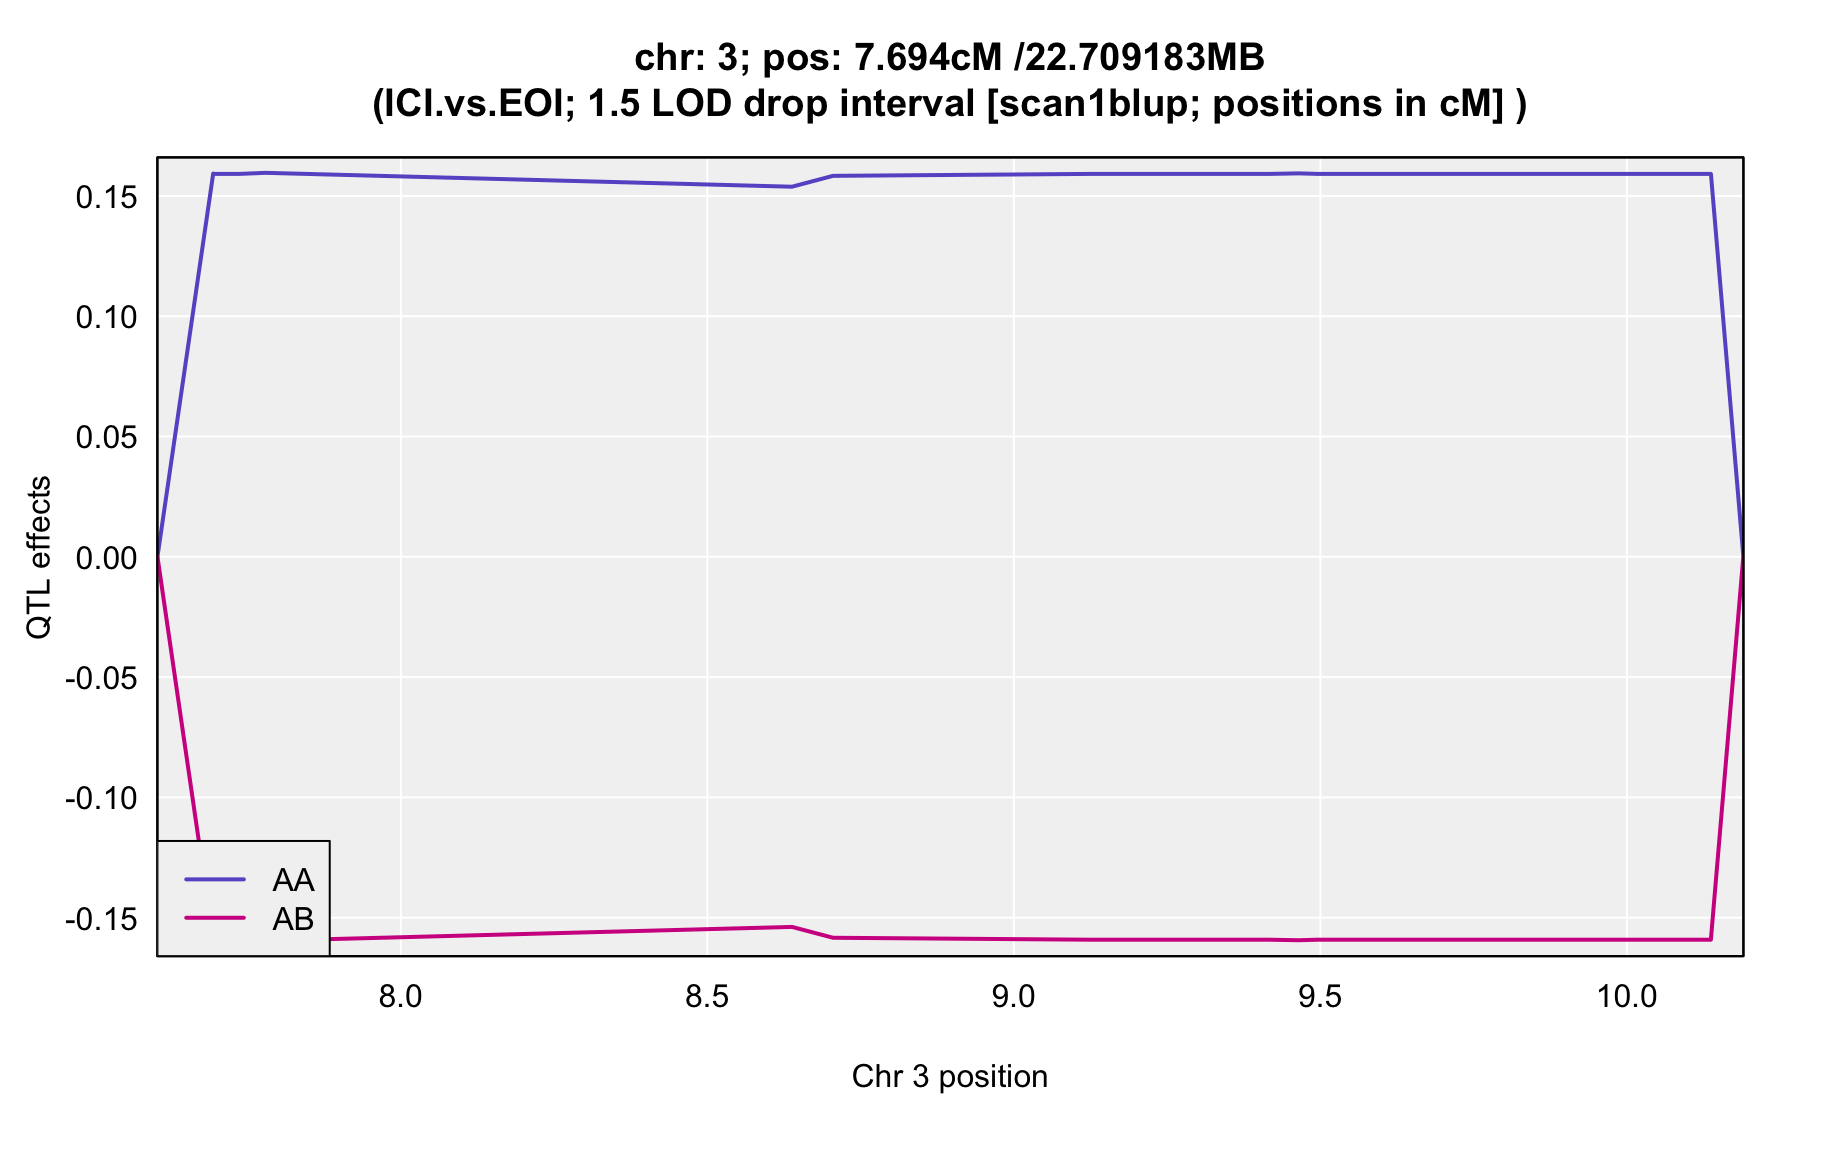 chr: 3; pos: 7.694cM /22.709183MB
(ICI.vs.EOI; 1.5 LOD drop interval [scan1blup; positions in cM] )
QTL effects
0.15
0.10
0.05
0.00
-0.05
-0.10
-0.15
AA
AB
8.0 8.5 9.0 9.5 10.0
Chr 3 position